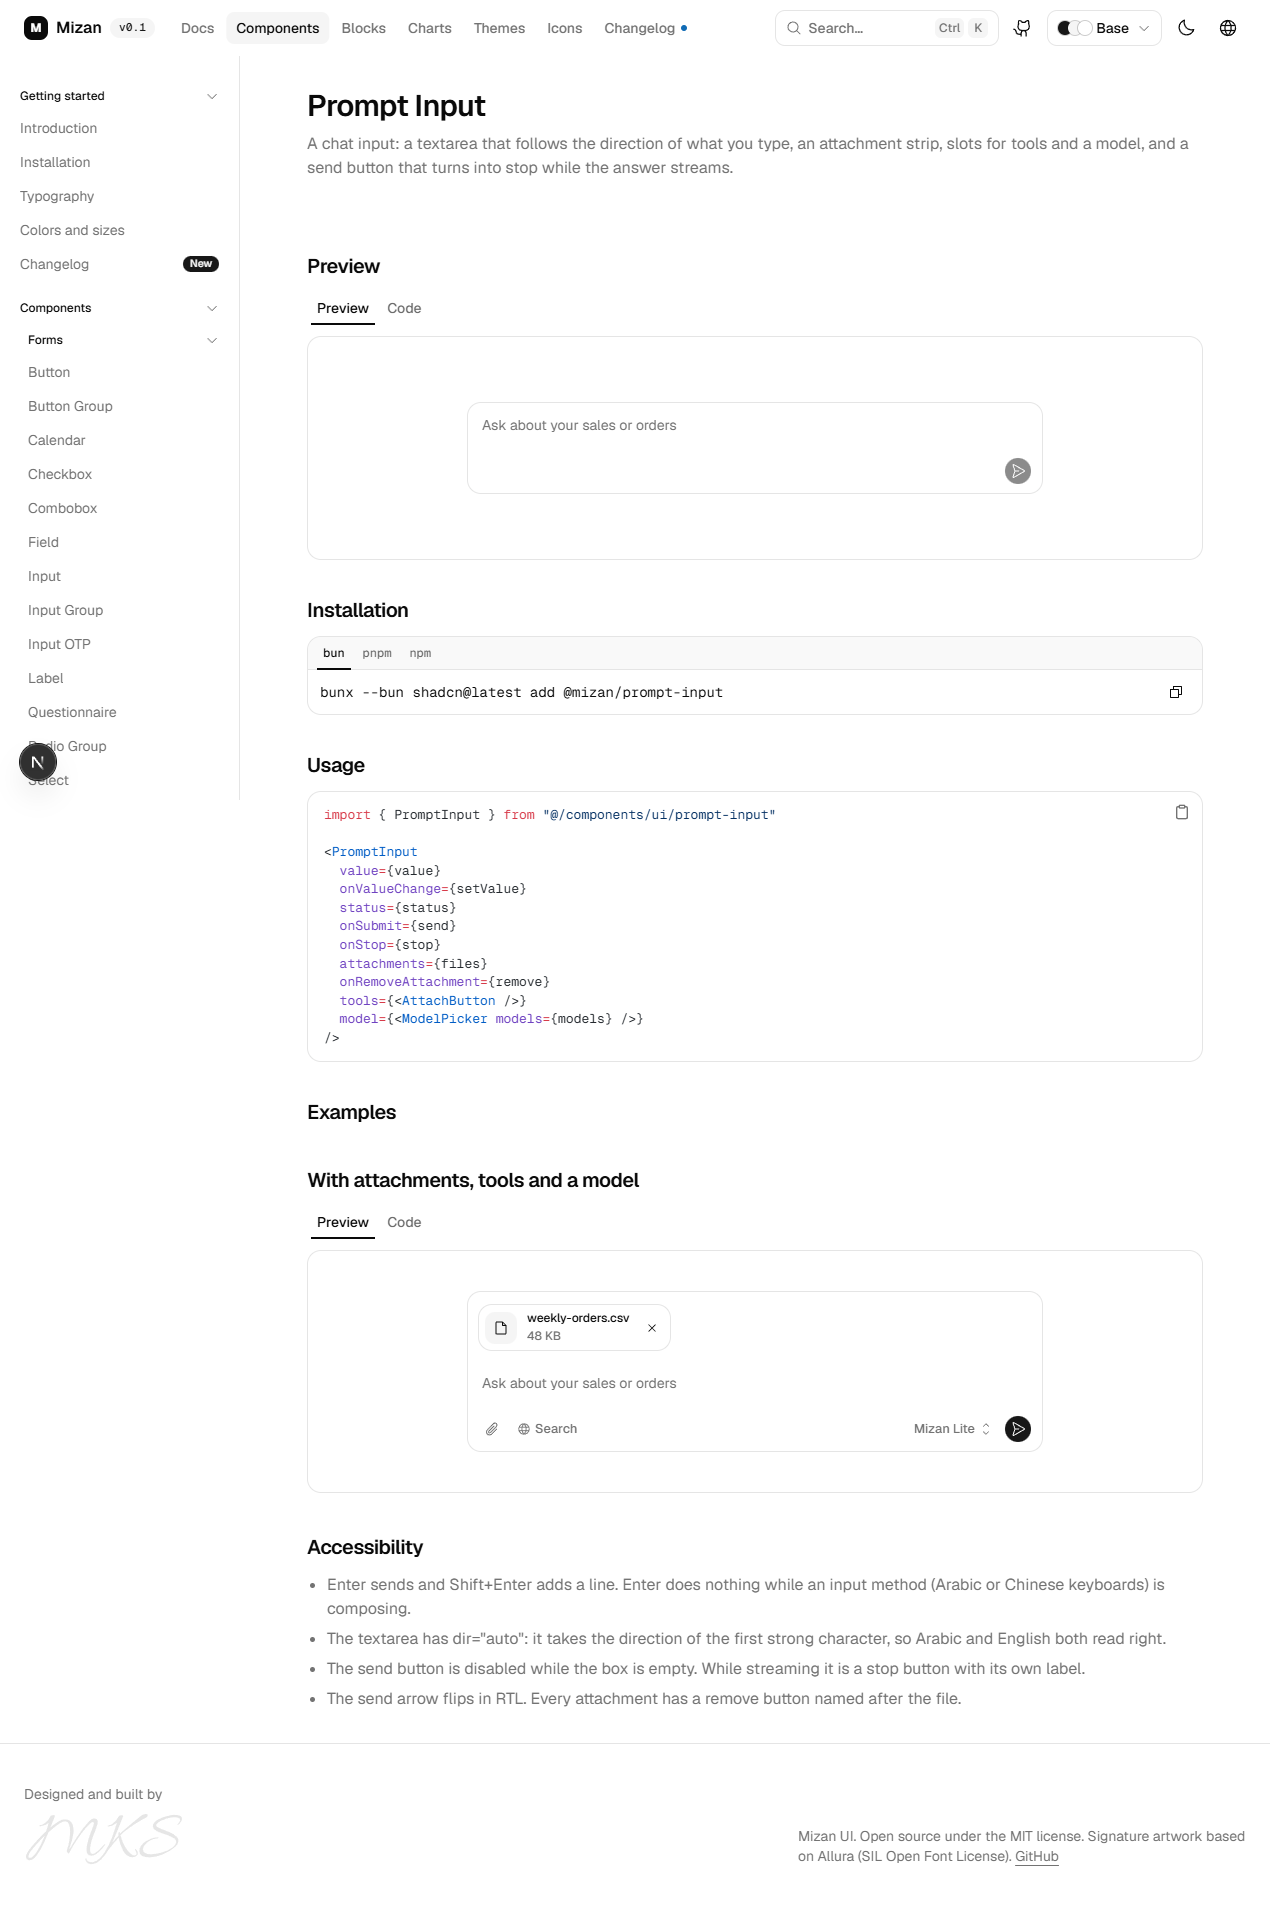 M Mizan v0.1 Docs Components Blocks Charts Themes Icons Changelog Search... Ctrl K Base
Getting started
Introduction
Installation
Typography
Colors and sizes
Changelog New
Components
Forms
Button
Button Group
Calendar
Checkbox
Combobox
Field
Input
Input Group
Input OTP
Label
Questionnaire
Group
N
Prompt Input
A chat input: a textarea that follows the direction of what you type, an attachment strip, slots for tools and a model, and a
send button that turns into stop while the answer streams.
Preview
Preview Code
Ask about your sales or orders
Installation
bun pnpm npm
bunx --bun shadcn@latest add @mizan/prompt-input
Usage
import { PromptInput } from "@/components/ui/prompt-input"
<PromptInput
value={value}
onValueChange={setValue}
status={status}
onSubmit={send}
onStop={stop}
attachments={files}
onRemoveAttachment={remove}
tools={<AttachButton />}
model={<ModelPicker models={models} />}
/>
Examples
With attachments, tools and a model
Preview Code
weekly-orders.csv
48 KB
Ask about your sales or orders
Search Mizan Lite
Accessibility
• Enter sends and Shift+Enter adds a line. Enter does nothing while an input method (Arabic or Chinese keyboards) is
composing.
• The textarea has dir="auto": it takes the direction of the first strong character, so Arabic and English both read right.
• The send button is disabled while the box is empty. While streaming it is a stop button with its own label.
• The send arrow flips in RTL. Every attachment has a remove button named after the file.
Designed and built by
MKS
Mizan UI. Open source under the MIT license. Signature artwork based
on Allura (SIL Open Font License). GitHub